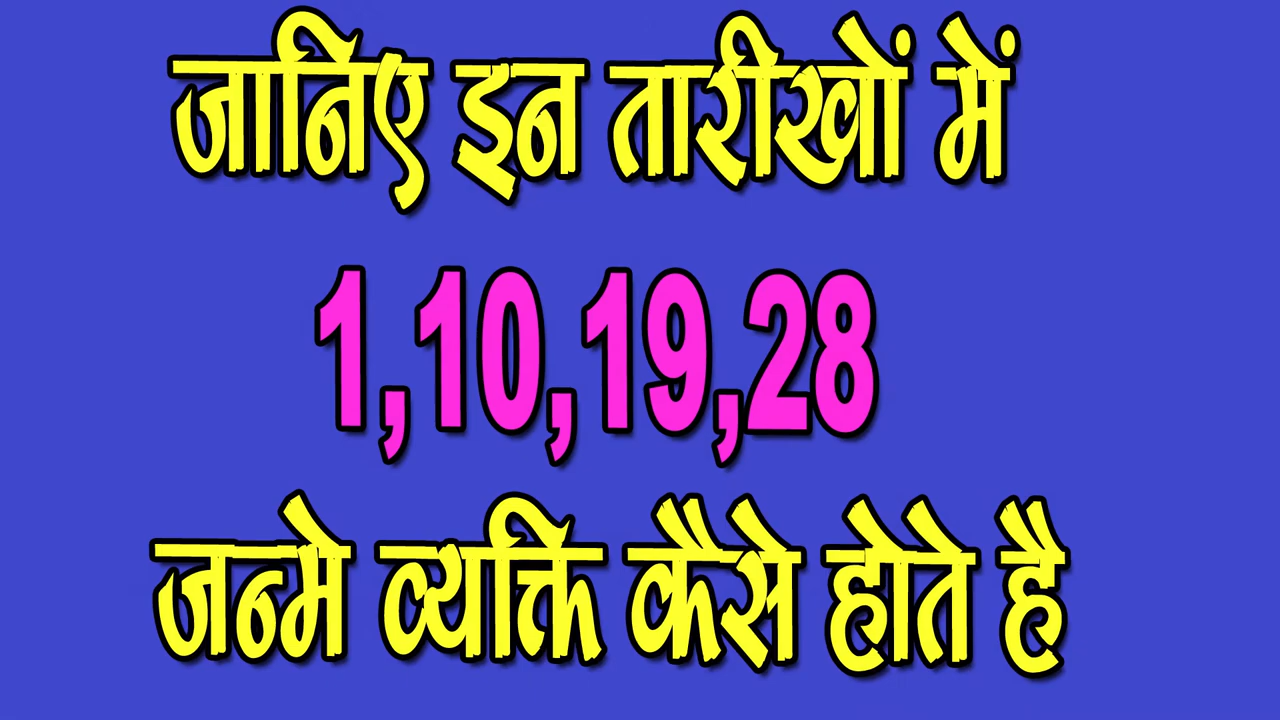 जानिए इन तारीखों में
1,10,19,28
जन्मे व्यक्ति कैसे होते है